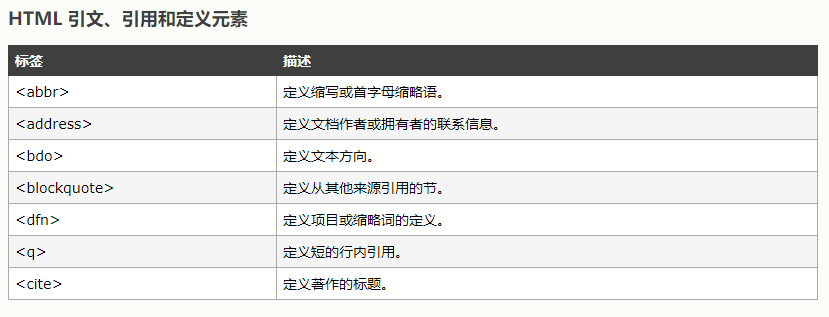 HTML 引文、引用和定义元素
标签 描述
<abbr> 定义缩写或首字母缩略语。
<address> 定义文档作者或拥有者的联系信息。
<bdo> 定义文本方向。
<blockquote> 定义从其他来源引用的节。
<dfn> 定义项目或缩略词的定义。
<q> 定义短的行内引用。
<cite> 定义著作的标题。